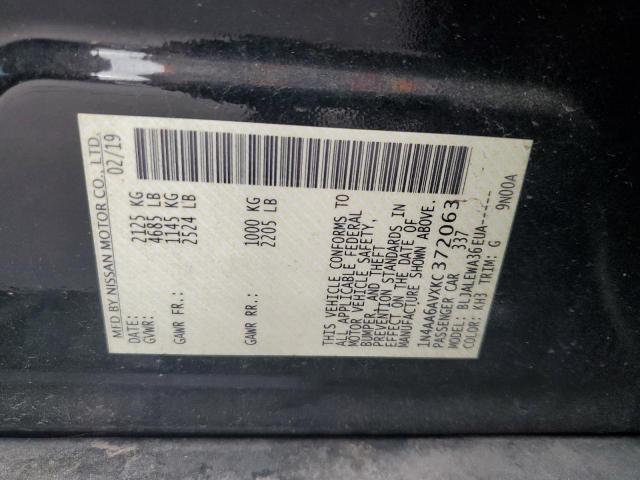 MFD BY NISSAN MOTOR CO., LTD.
DATE: 02/19
GVWR: 2125 KG
4685 LB
GAWR FR.: 1145 KG
2524 LB
GAWR RR.: 1000 KG
2205 LB
THIS VEHICLE CONFORMS TO
ALL APPLICABLE FEDERAL
MOTOR VEHICLE SAFETY,
BUMPER, AND THEFT
PREVENTION STANDARDS IN
EFFECT ON THE DATE OF
MANUFACTURE SHOWN ABOVE.
1N4AA6AVXKC372063
PASSENGER CAR 337
MODEL: BLJALEWA36EUA-----
COLOR: KH3 TRIM: G 9N00A